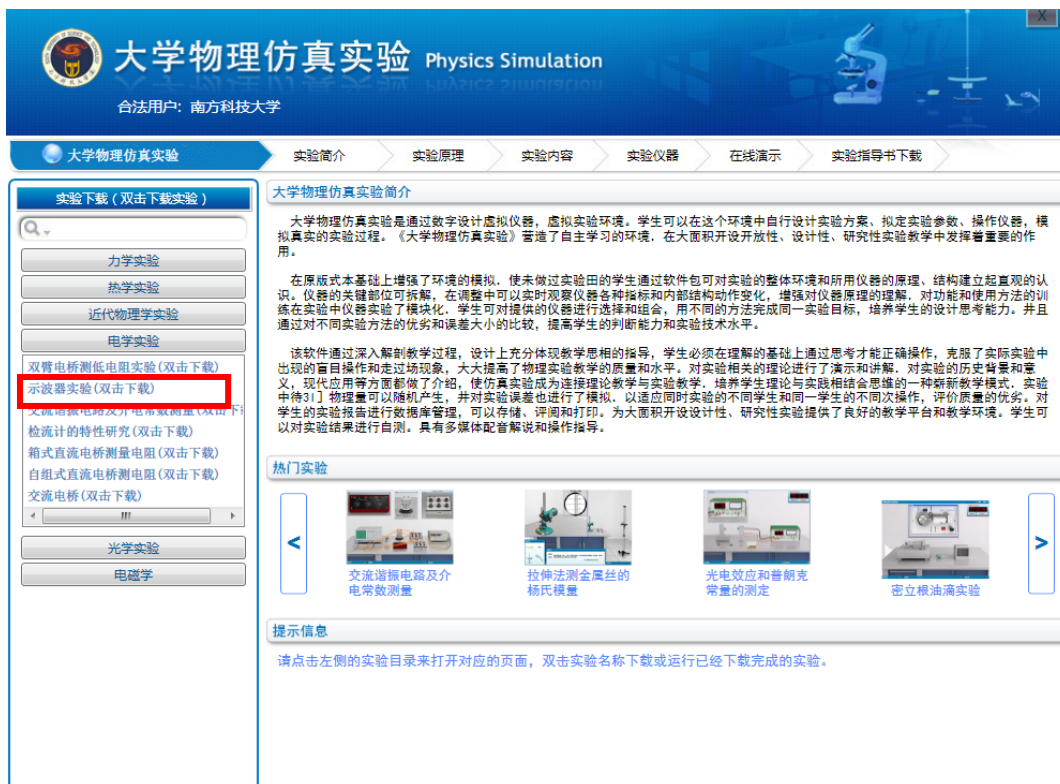 X
大学物理仿真实验 Physics Simulation
合法用户: 南方科技大学
大学物理仿真实验
实验简介
实验原理
实验内容
实验仪器
在线演示
实验指导书下载
实验下载(双击下载实验)
力学实验
热学实验
近代物理学实验
电学实验
双臂电桥测低电阻实验(双击下载)
示波器实验(双击下载)
交流谐振电路及介电常数测量(双击下
检流计的特性研究(双击下载)
箱式直流电桥测量电阻(双击下载)
自组式直流电桥测电阻(双击下载)
交流电桥(双击下载)
光学实验
电磁学
大学物理仿真实验简介
大学物理仿真实验是通过数字设计虚拟仪器，虚拟实验环境。学生可以在这个环境中自行设计实验方案、拟定实验参数、操作仪器，模
拟真实的实验过程。《大学物理仿真实验》营造了自主学习的环境．在大面积开设开放性、设计性、研究性实验教学中发挥着重要的作
用。
在原版式本基础上增强了环境的模拟．使未做过实验田的学生通过软件包可对实验的整体环境和所用仪器的原理、结构建立起直观的认
识。仪器的关键部位可拆解，在调整中可以实时观察仪器各种指标和内部结构动作变化，增强对仪器原理的理解．对功能和使用方法的训
练在实验中仪器实验了模块化．学生可对提供的仪器进行选择和组合，用不同的方法完成同一实验目标，培养学生的设计思考能力。并且
通过对不同实验方法的优劣和误差大小的比较，提高学生的判断能力和实验技术水平。
该软件通过深入解剖教学过程，设计上充分体现教学思相的指导，学生必须在理解的基础上通过思考才能正确操作，克服了实际实验中
出现的盲目操作和走过场现象，大大提高了物理实验教学的质量和水平。对实验相关的理论进行了演示和讲解．对实验的历史背景和意
义，现代应用等方面都做了介绍，使仿真实验成为连接理论教学与实验教学．培养学生理论与实践相结合思维的一种崭新教学模式．实验
中待3l］物理量可以随机产生，并对实验误差也进行了模拟．以适应同时实验的不同学生和同一学生的不同次操作，评价质量的优劣。对
学生的实验报告进行数据库管理，可以存储、评阅和打印。为大面积开设设计性、研究性实验提供了良好的教学平台和教学环境。学生可
以对实验结果进行自测。具有多媒体配音解说和操作指导。
热门实验
<
交流谐振电路及介
电常数测量
拉伸法测金属丝的
杨氏模量
光电效应和普朗克
常量的测定
密立根油滴实验
>
提示信息
请点击左侧的实验目录来打开对应的页面，双击实验名称下载或运行已经下载完成的实验。